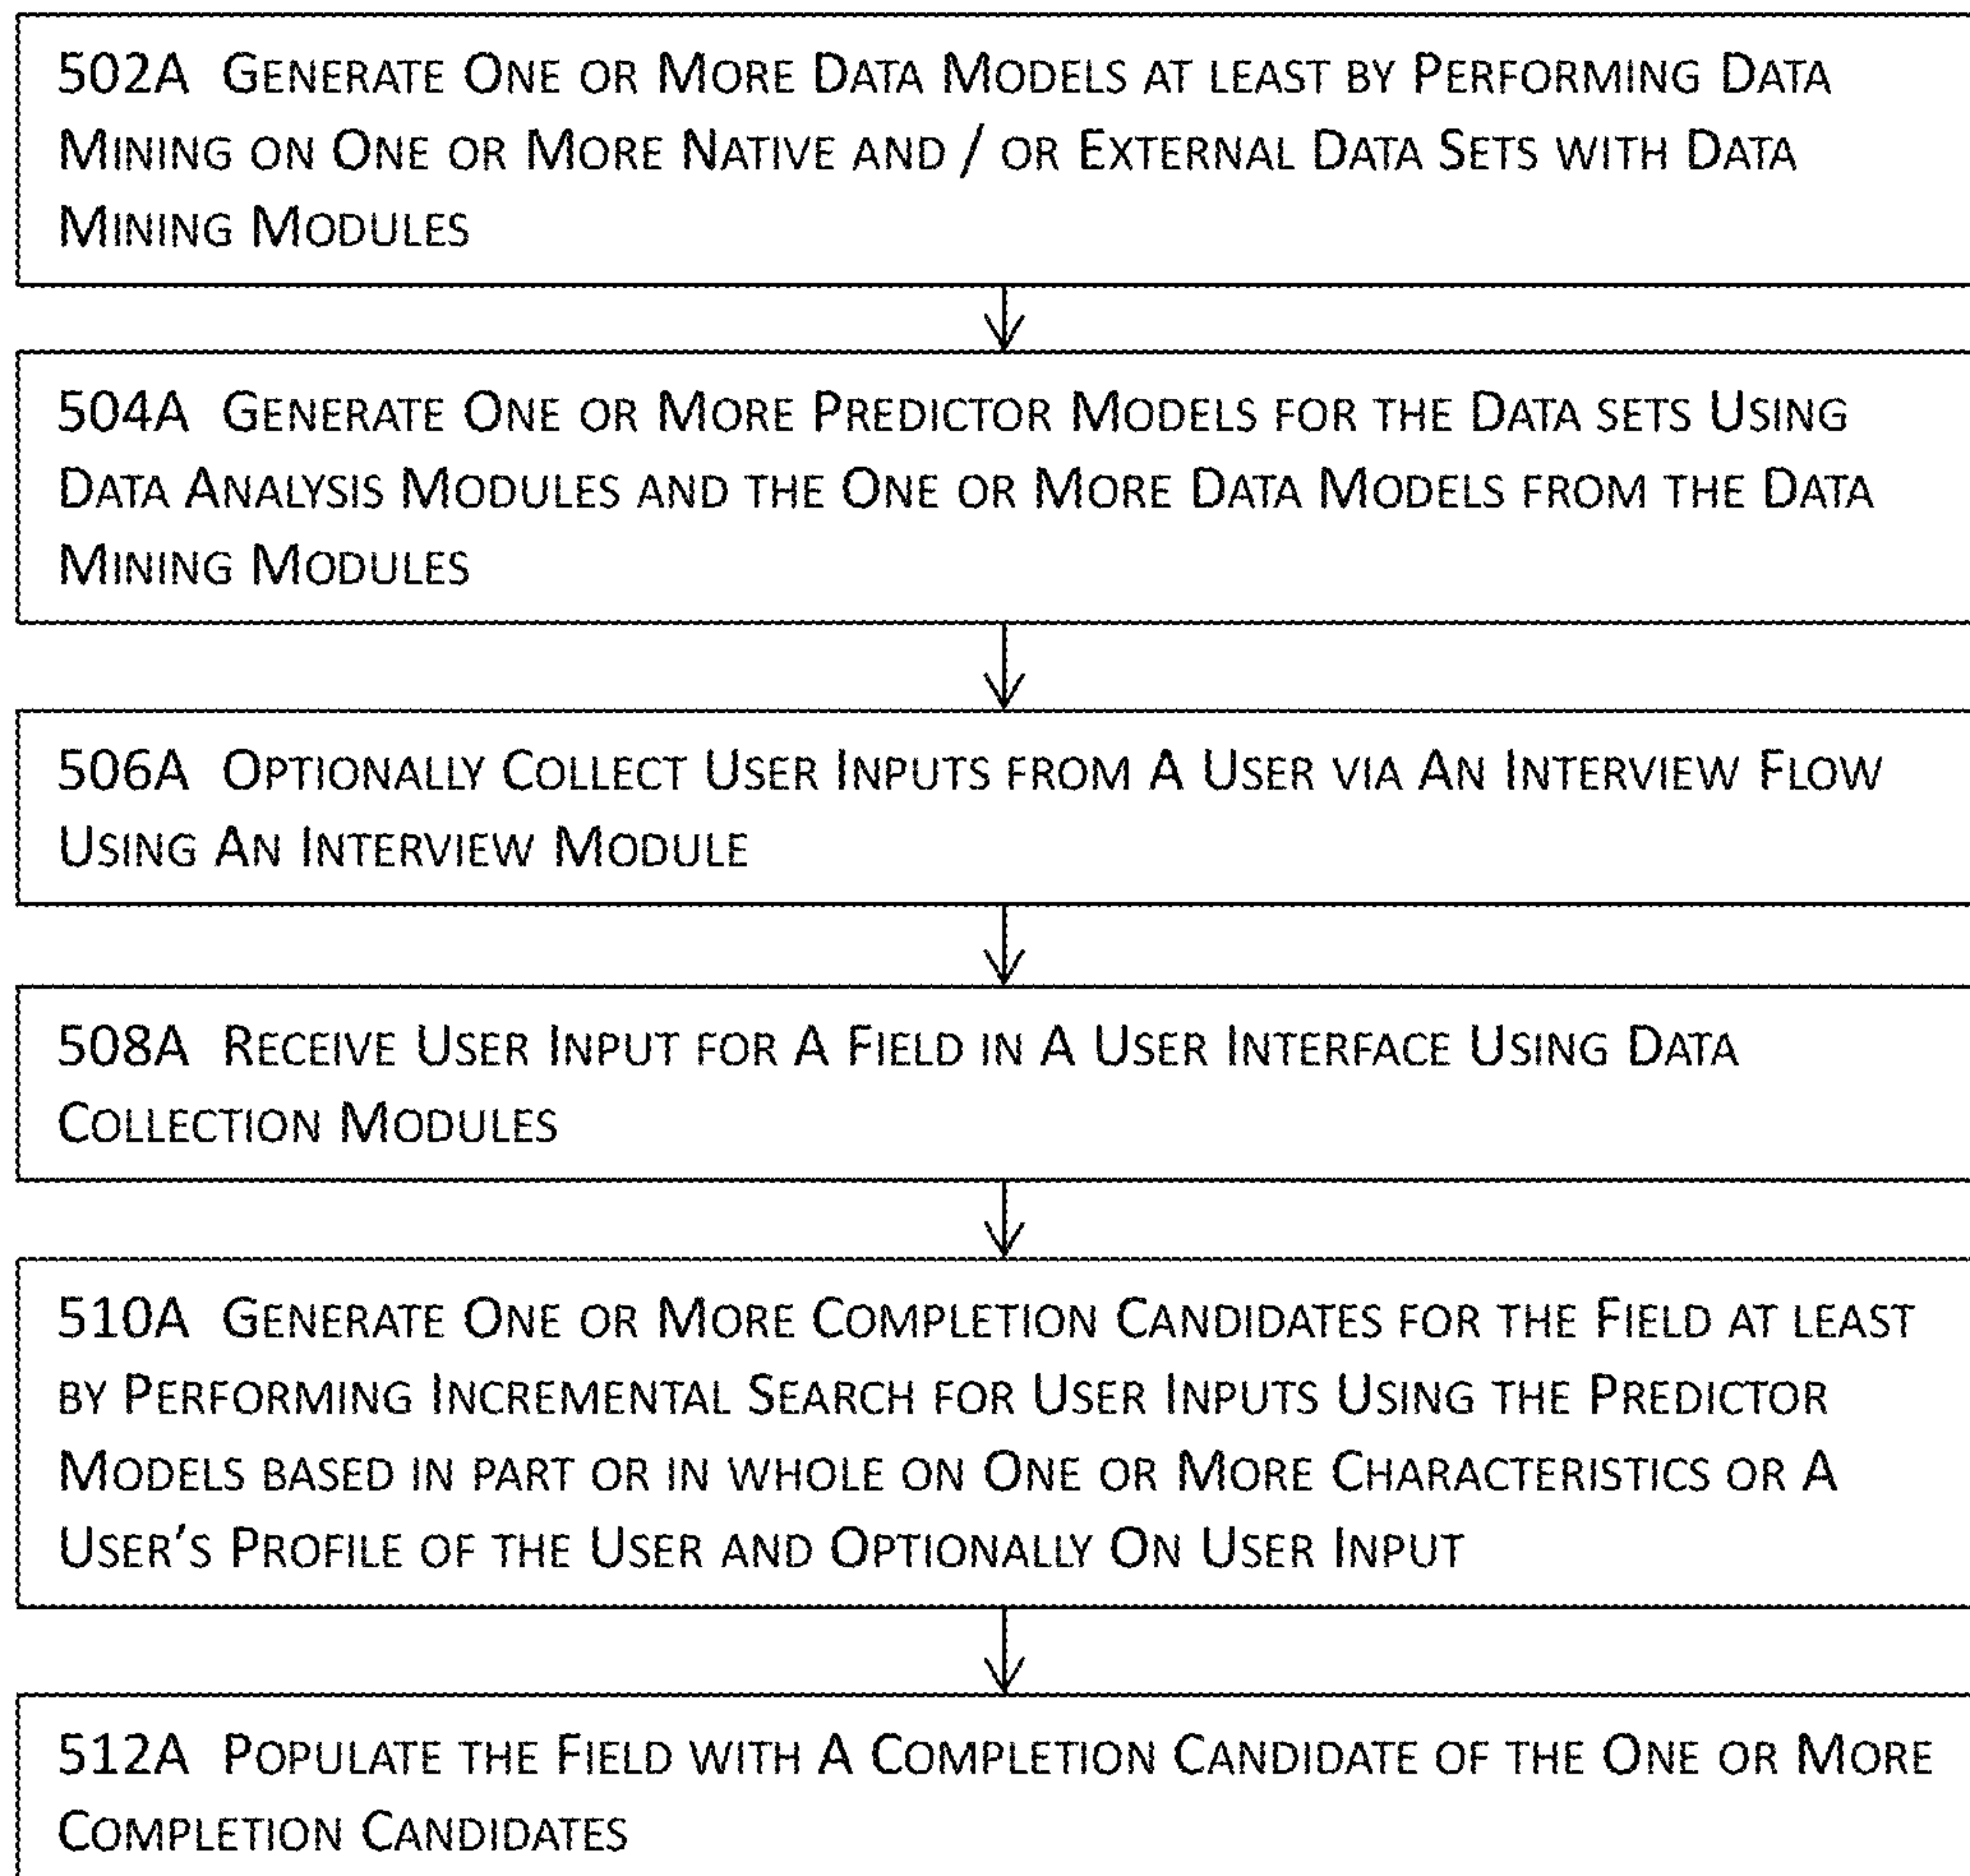 502A Generate One or More Data Models at least by Performing Data
Mining on One or More Native and / or External Data Sets with Data
Mining Modules
504A Generate One or More Predictor Models for the Data sets Using
Data Analysis Modules and the One or More Data Models from the Data
Mining Modules
506A Optionally Collect User Inputs from A User via An Interview Flow
Using An Interview Module
508A Receive User Input for A Field in A User Interface Using Data
Collection Modules
510A Generate One or More Completion Candidates for the Field at least
by Performing Incremental Search for User Inputs Using the Predictor
Models based in part or in whole on One or More Characteristics or A
User's Profile of the User and Optionally On User Input
512A Populate the Field with A Completion Candidate of the One or More
Completion Candidates